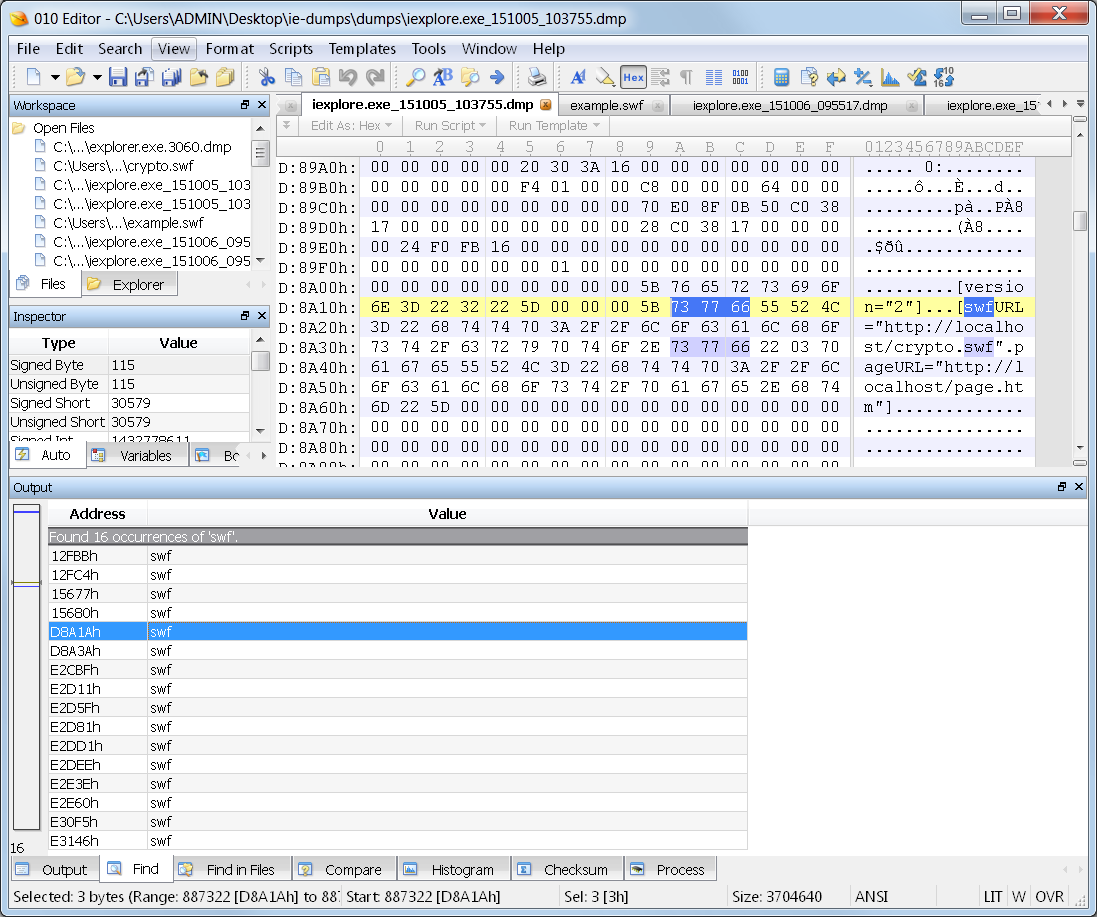 010 Editor - C:\Users\ADMIN\Desktop\ie-dumps\dumps\iexplore.exe_151005_103755.dmp
File Edit Search View Format Scripts Templates Tools Window Help
Workspace
Open Files
C:\...\explorer.exe.3060.dmp
C:\Users\...\crypto.swf
C:\...\iexplore.exe_151005_103
C:\...\iexplore.exe_151005_103
C:\Users\...\example.swf
C:\...\iexplore.exe_151006_095
C:\...\iexplore.exe_151006_095
Files Explorer
Inspector
Type Value
Signed Byte 115
Unsigned Byte 115
Signed Short 30579
Unsigned Short 30579
Signed Int 1432778611
Auto Variables Bo
iexplore.exe_151005_103755.dmp example.swf iexplore.exe_151006_095517.dmp iexplore.exe_15
Edit As: Hex Run Script Run Template
0 1 2 3 4 5 6 7 8 9 A B C D E F 0123456789ABCDEF
D:89A0h: 00 00 00 00 00 20 30 3A 16 00 00 00 00 00 00 00 ..... 0:........
D:89B0h: 00 00 00 00 00 F4 01 00 00 C8 00 00 00 64 00 00 .....ô...È...d..
D:89C0h: 00 00 00 00 00 00 00 00 00 70 E0 8F 0B 50 C0 38 .........pà..PÀ8
D:89D0h: 17 00 00 00 00 00 00 00 00 28 C0 38 17 00 00 00 .........(À8....
D:89E0h: 00 24 F0 FB 16 00 00 00 00 00 00 00 00 00 00 00 .$ðû............
D:89F0h: 00 00 00 00 00 00 01 00 00 00 00 00 00 00 00 00 ................
D:8A00h: 00 00 00 00 00 00 00 00 00 5B 76 65 72 73 69 6F .........[versio
D:8A10h: 6E 3D 22 32 22 5D 00 00 00 5B 73 77 66 55 52 4C n="2"]...[swfURL
D:8A20h: 3D 22 68 74 74 70 3A 2F 2F 6C 6F 63 61 6C 68 6F ="http://localho
D:8A30h: 73 74 2F 63 72 79 70 74 6F 2E 73 77 66 22 03 70 st/crypto.swf".p
D:8A40h: 61 67 65 55 52 4C 3D 22 68 74 74 70 3A 2F 2F 6C ageURL="http://l
D:8A50h: 6F 63 61 6C 68 6F 73 74 2F 70 61 67 65 2E 68 74 ocalhost/page.ht
D:8A60h: 6D 22 5D 00 00 00 00 00 00 00 00 00 00 00 00 00 m"].............
D:8A70h: 00 00 00 00 00 00 00 00 00 00 00 00 00 00 00 00 ................
D:8A80h: 00 00 00 00 00 00 00 00 00 00 00 00 00 00 00 00 ................
D:8A90h: 00 00 00 00 00 00 00 00 00 00 00 00 00 00 00 00
Output
Address Value
Found 16 occurrences of 'swf'.
12FBBh swf
12FC4h swf
15677h swf
15680h swf
D8A1Ah swf
D8A3Ah swf
E2CBFh swf
E2D11h swf
E2D5Fh swf
E2D81h swf
E2DD1h swf
E2DEEh swf
E2E3Eh swf
E2E60h swf
E30F5h swf
E3146h swf
16
Output Find Find in Files Compare Histogram Checksum Process
Selected: 3 bytes (Range: 887322 [D8A1Ah] to 88 Start: 887322 [D8A1Ah] Sel: 3 [3h] Size: 3704640 ANSI LIT W OVR